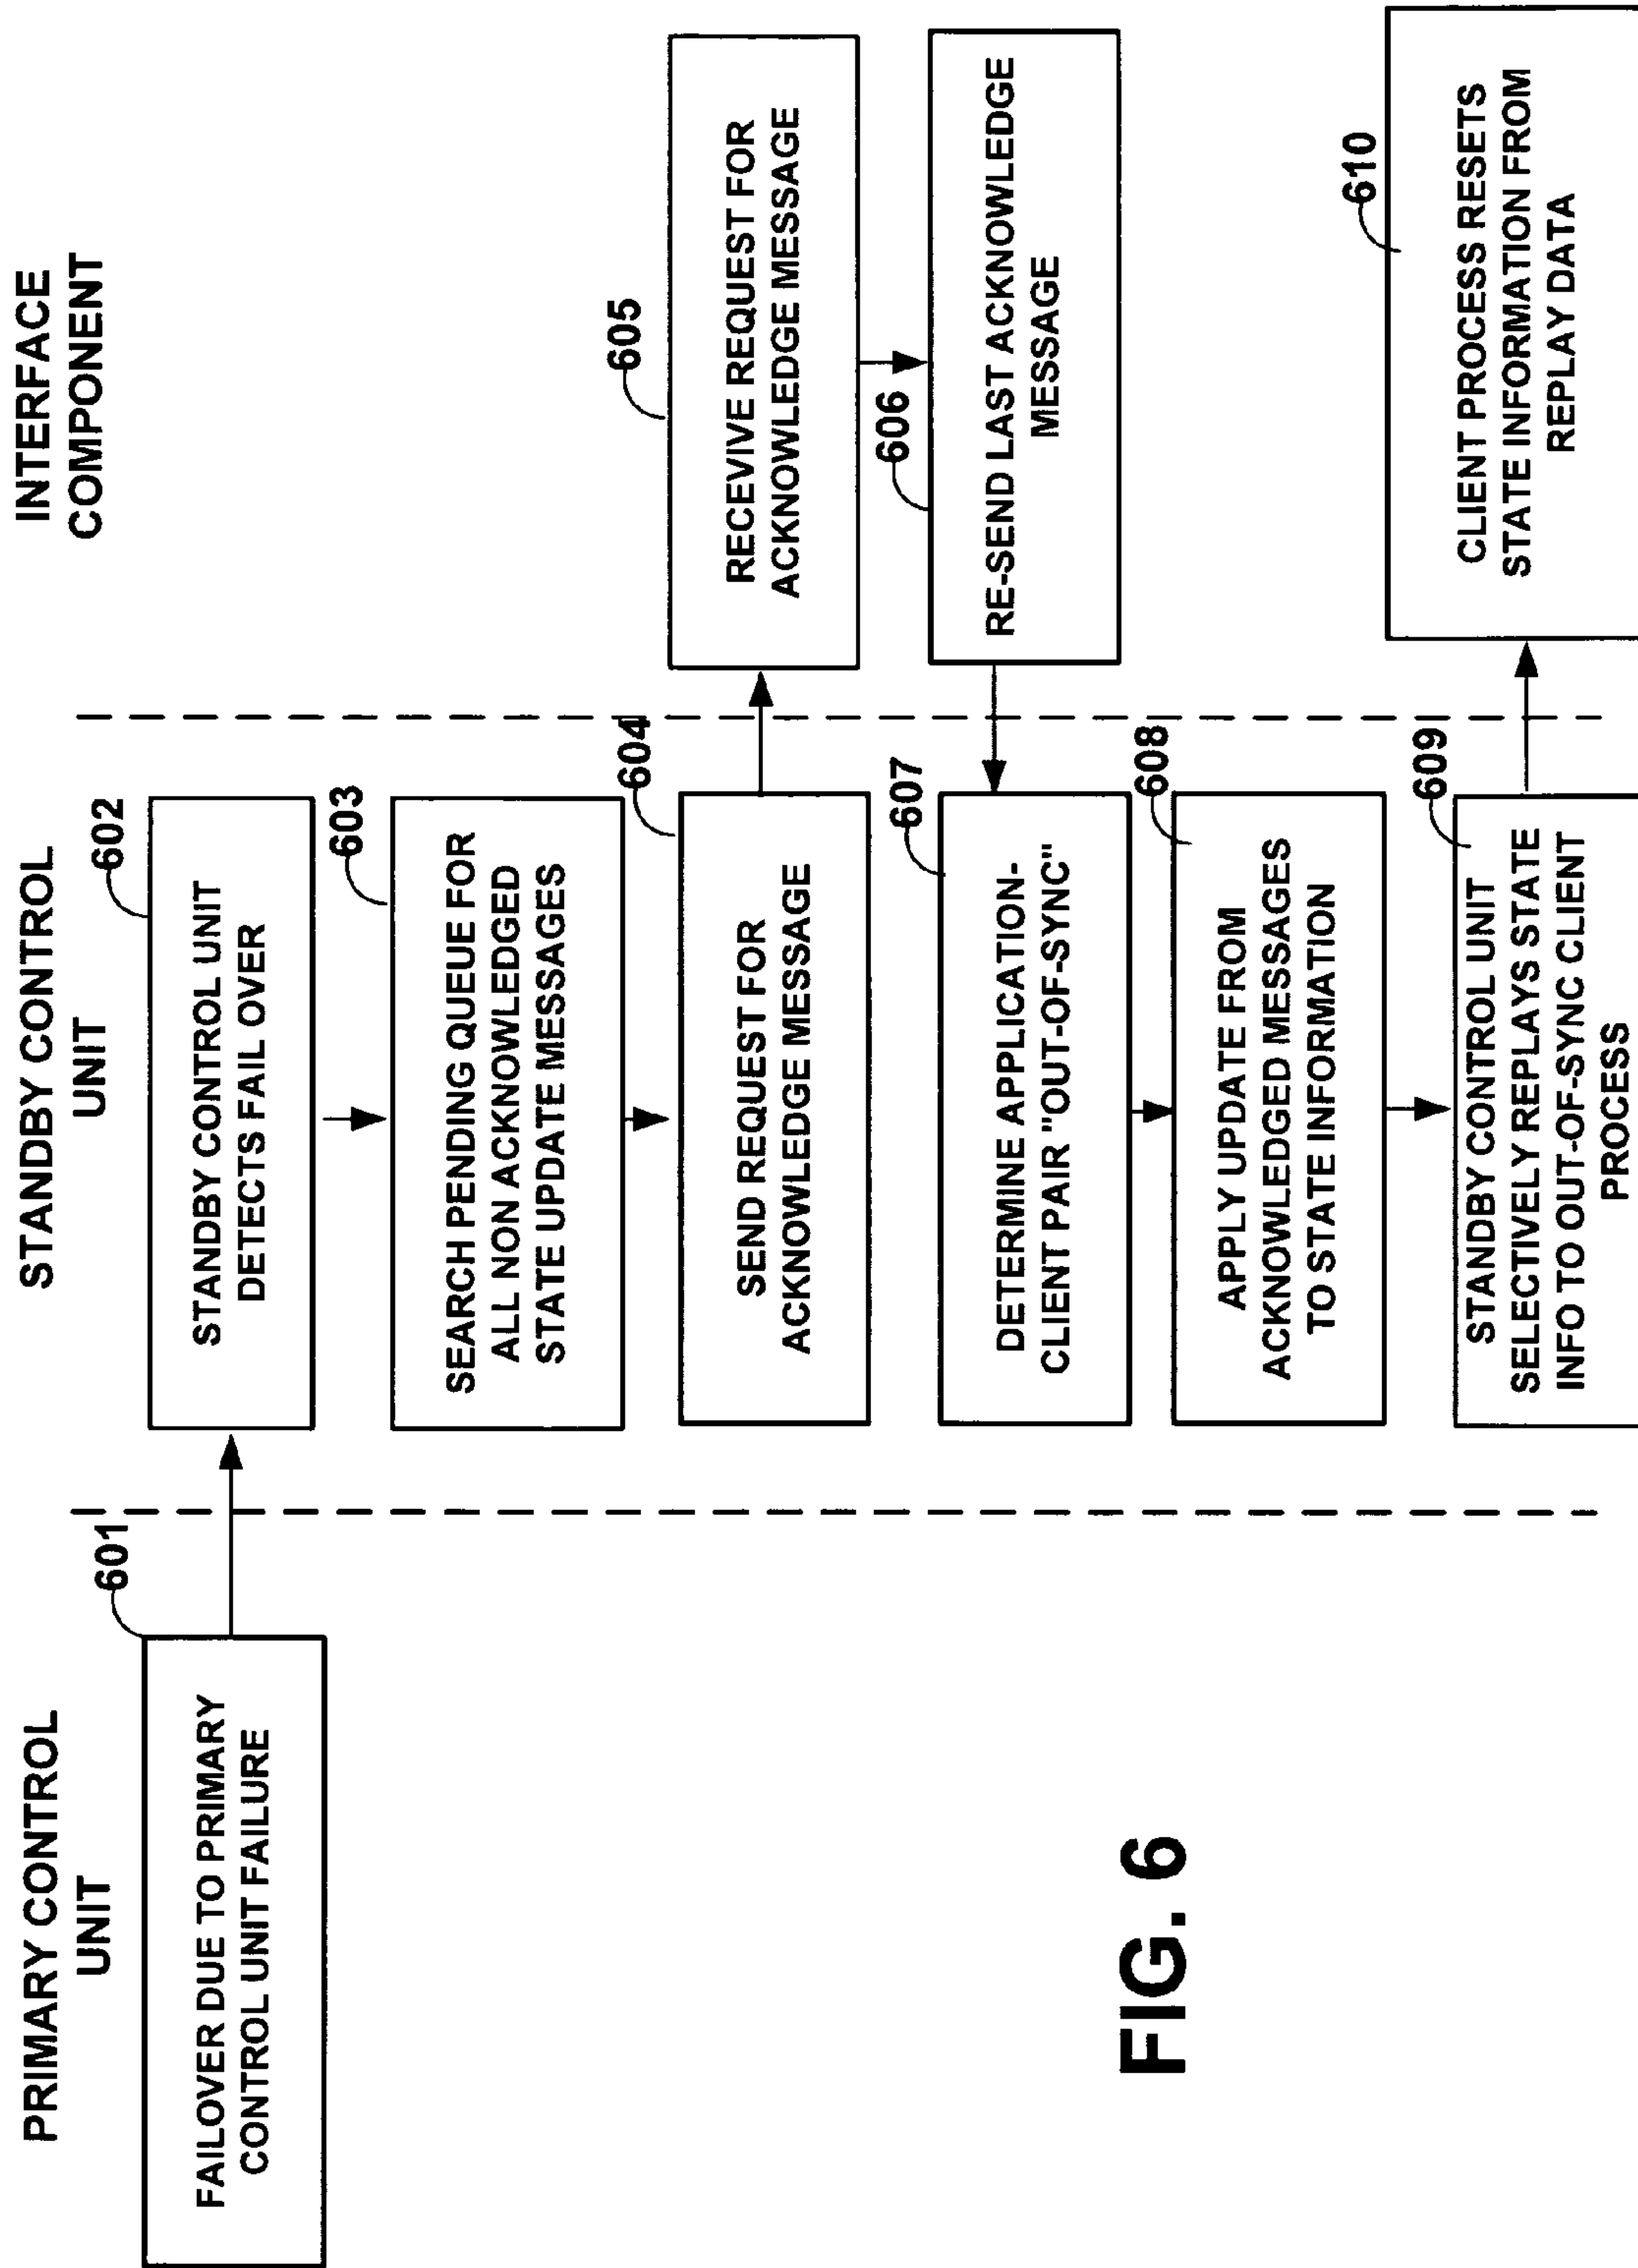 PRIMARY CONTROL
UNIT
STANDBY CONTROL
UNIT
INTERFACE
COMPONENT
601
FAILOVER DUE TO PRIMARY
CONTROL UNIT FAILURE
602
STANDBY CONTROL UNIT
DETECTS FAIL OVER
603
SEARCH PENDING QUEUE FOR
ALL NON ACKNOWLEDGED
STATE UPDATE MESSAGES
604
SEND REQUEST FOR
ACKNOWLEDGE MESSAGE
605
RECEVIVE REQUEST FOR
ACKNOWLEDGE MESSAGE
606
RE-SEND LAST ACKNOWLEDGE
MESSAGE
607
DETERMINE APPLICATION-
CLIENT PAIR "OUT-OF-SYNC"
608
APPLY UPDATE FROM
ACKNOWLEDGED MESSAGES
TO STATE INFORMATION
609
STANDBY CONTROL UNIT
SELECTIVELY REPLAYS STATE
INFO TO OUT-OF-SYNC CLIENT
PROCESS
610
CLIENT PROCESS RESETS
STATE INFORMATION FROM
REPLAY DATA
FIG. 6